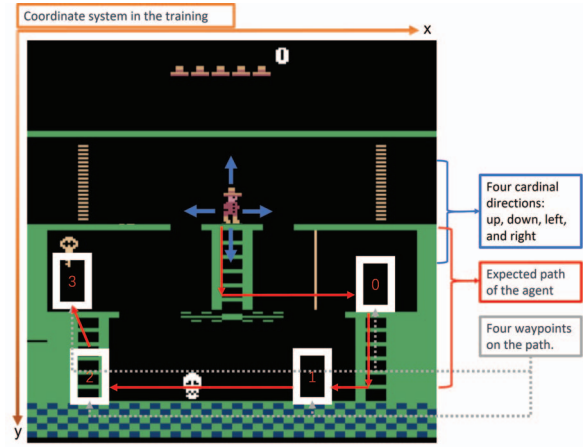 Coordinate system in the training
x
0
Four cardinal
directions:
up, down, left,
and right
3
0
Expected path
of the agent
Four waypoints
on the path.
2
1
y